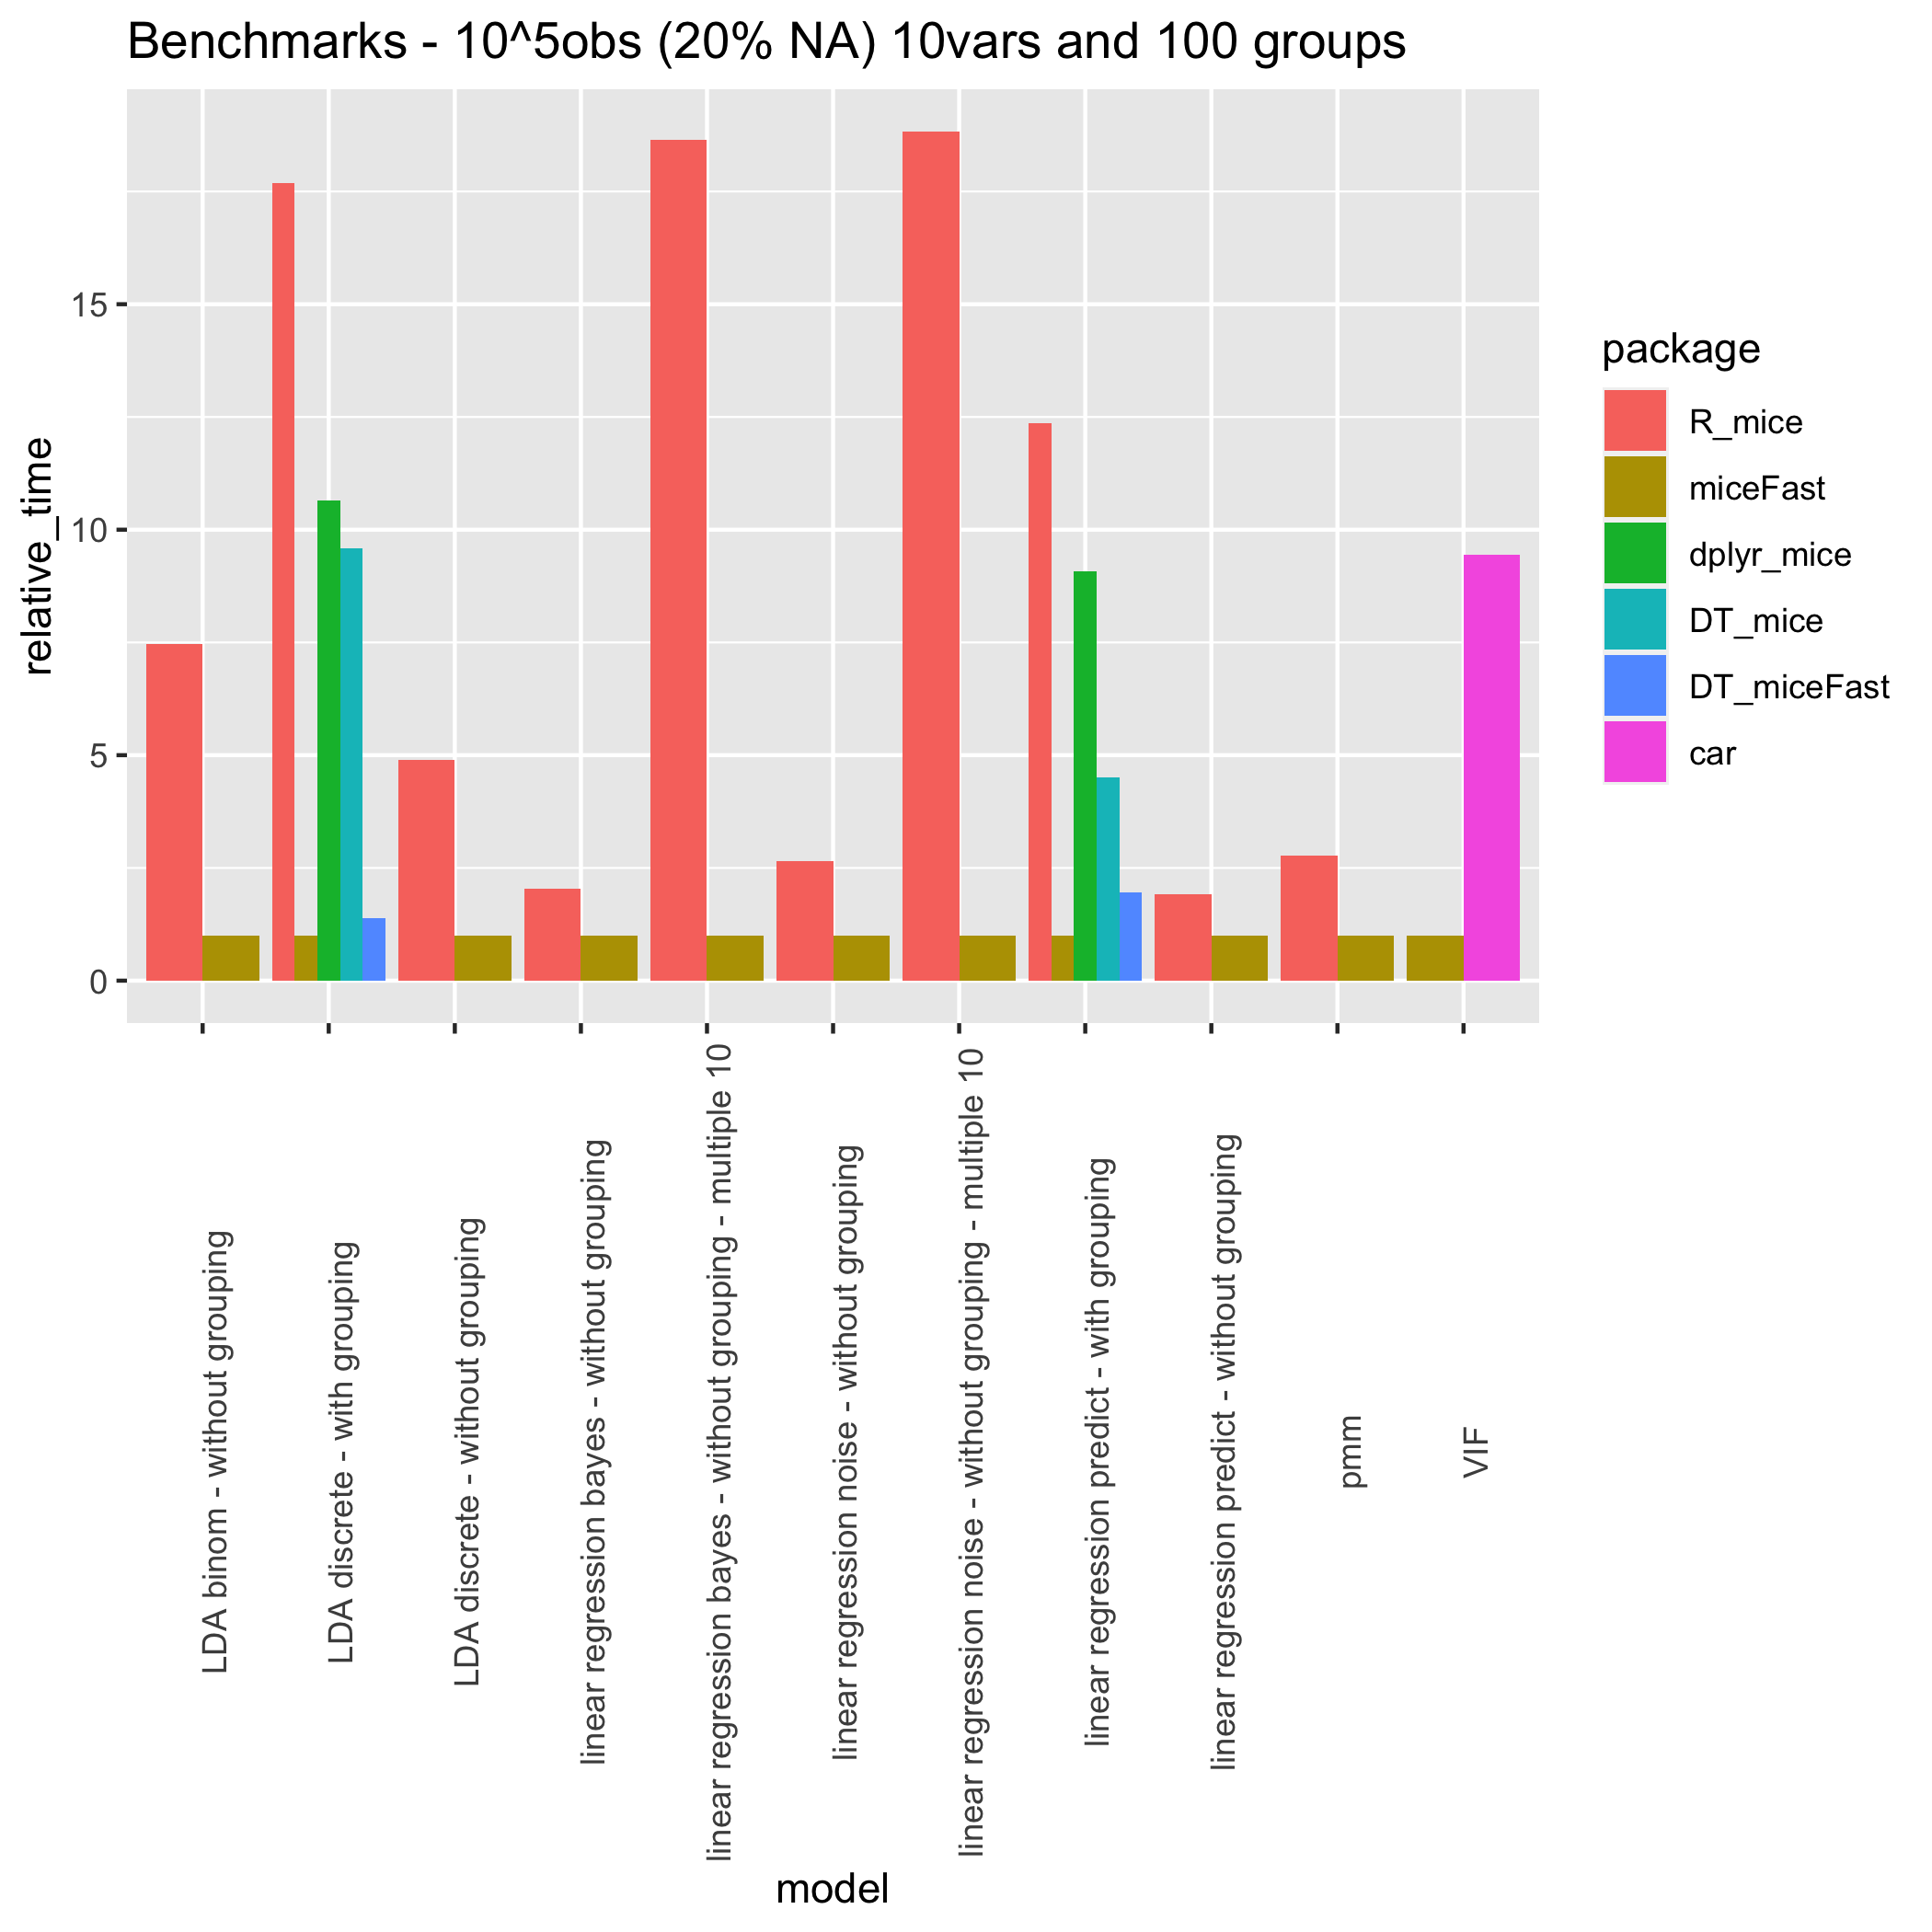 Benchmarks - 10^5obs (20% NA) 10vars and 100 groups
relative_time
15
10
5
0
LDA binom - without grouping
LDA discrete - with grouping
LDA discrete - without grouping
linear regression bayes - without grouping
linear regression bayes - without grouping - multiple 10
linear regression noise - without grouping
linear regression noise - without grouping - multiple 10
linear regression predict - with grouping
linear regression predict - without grouping
pmm
VIF
model
package
R_mice
miceFast
dplyr_mice
DT_mice
DT_miceFast
car